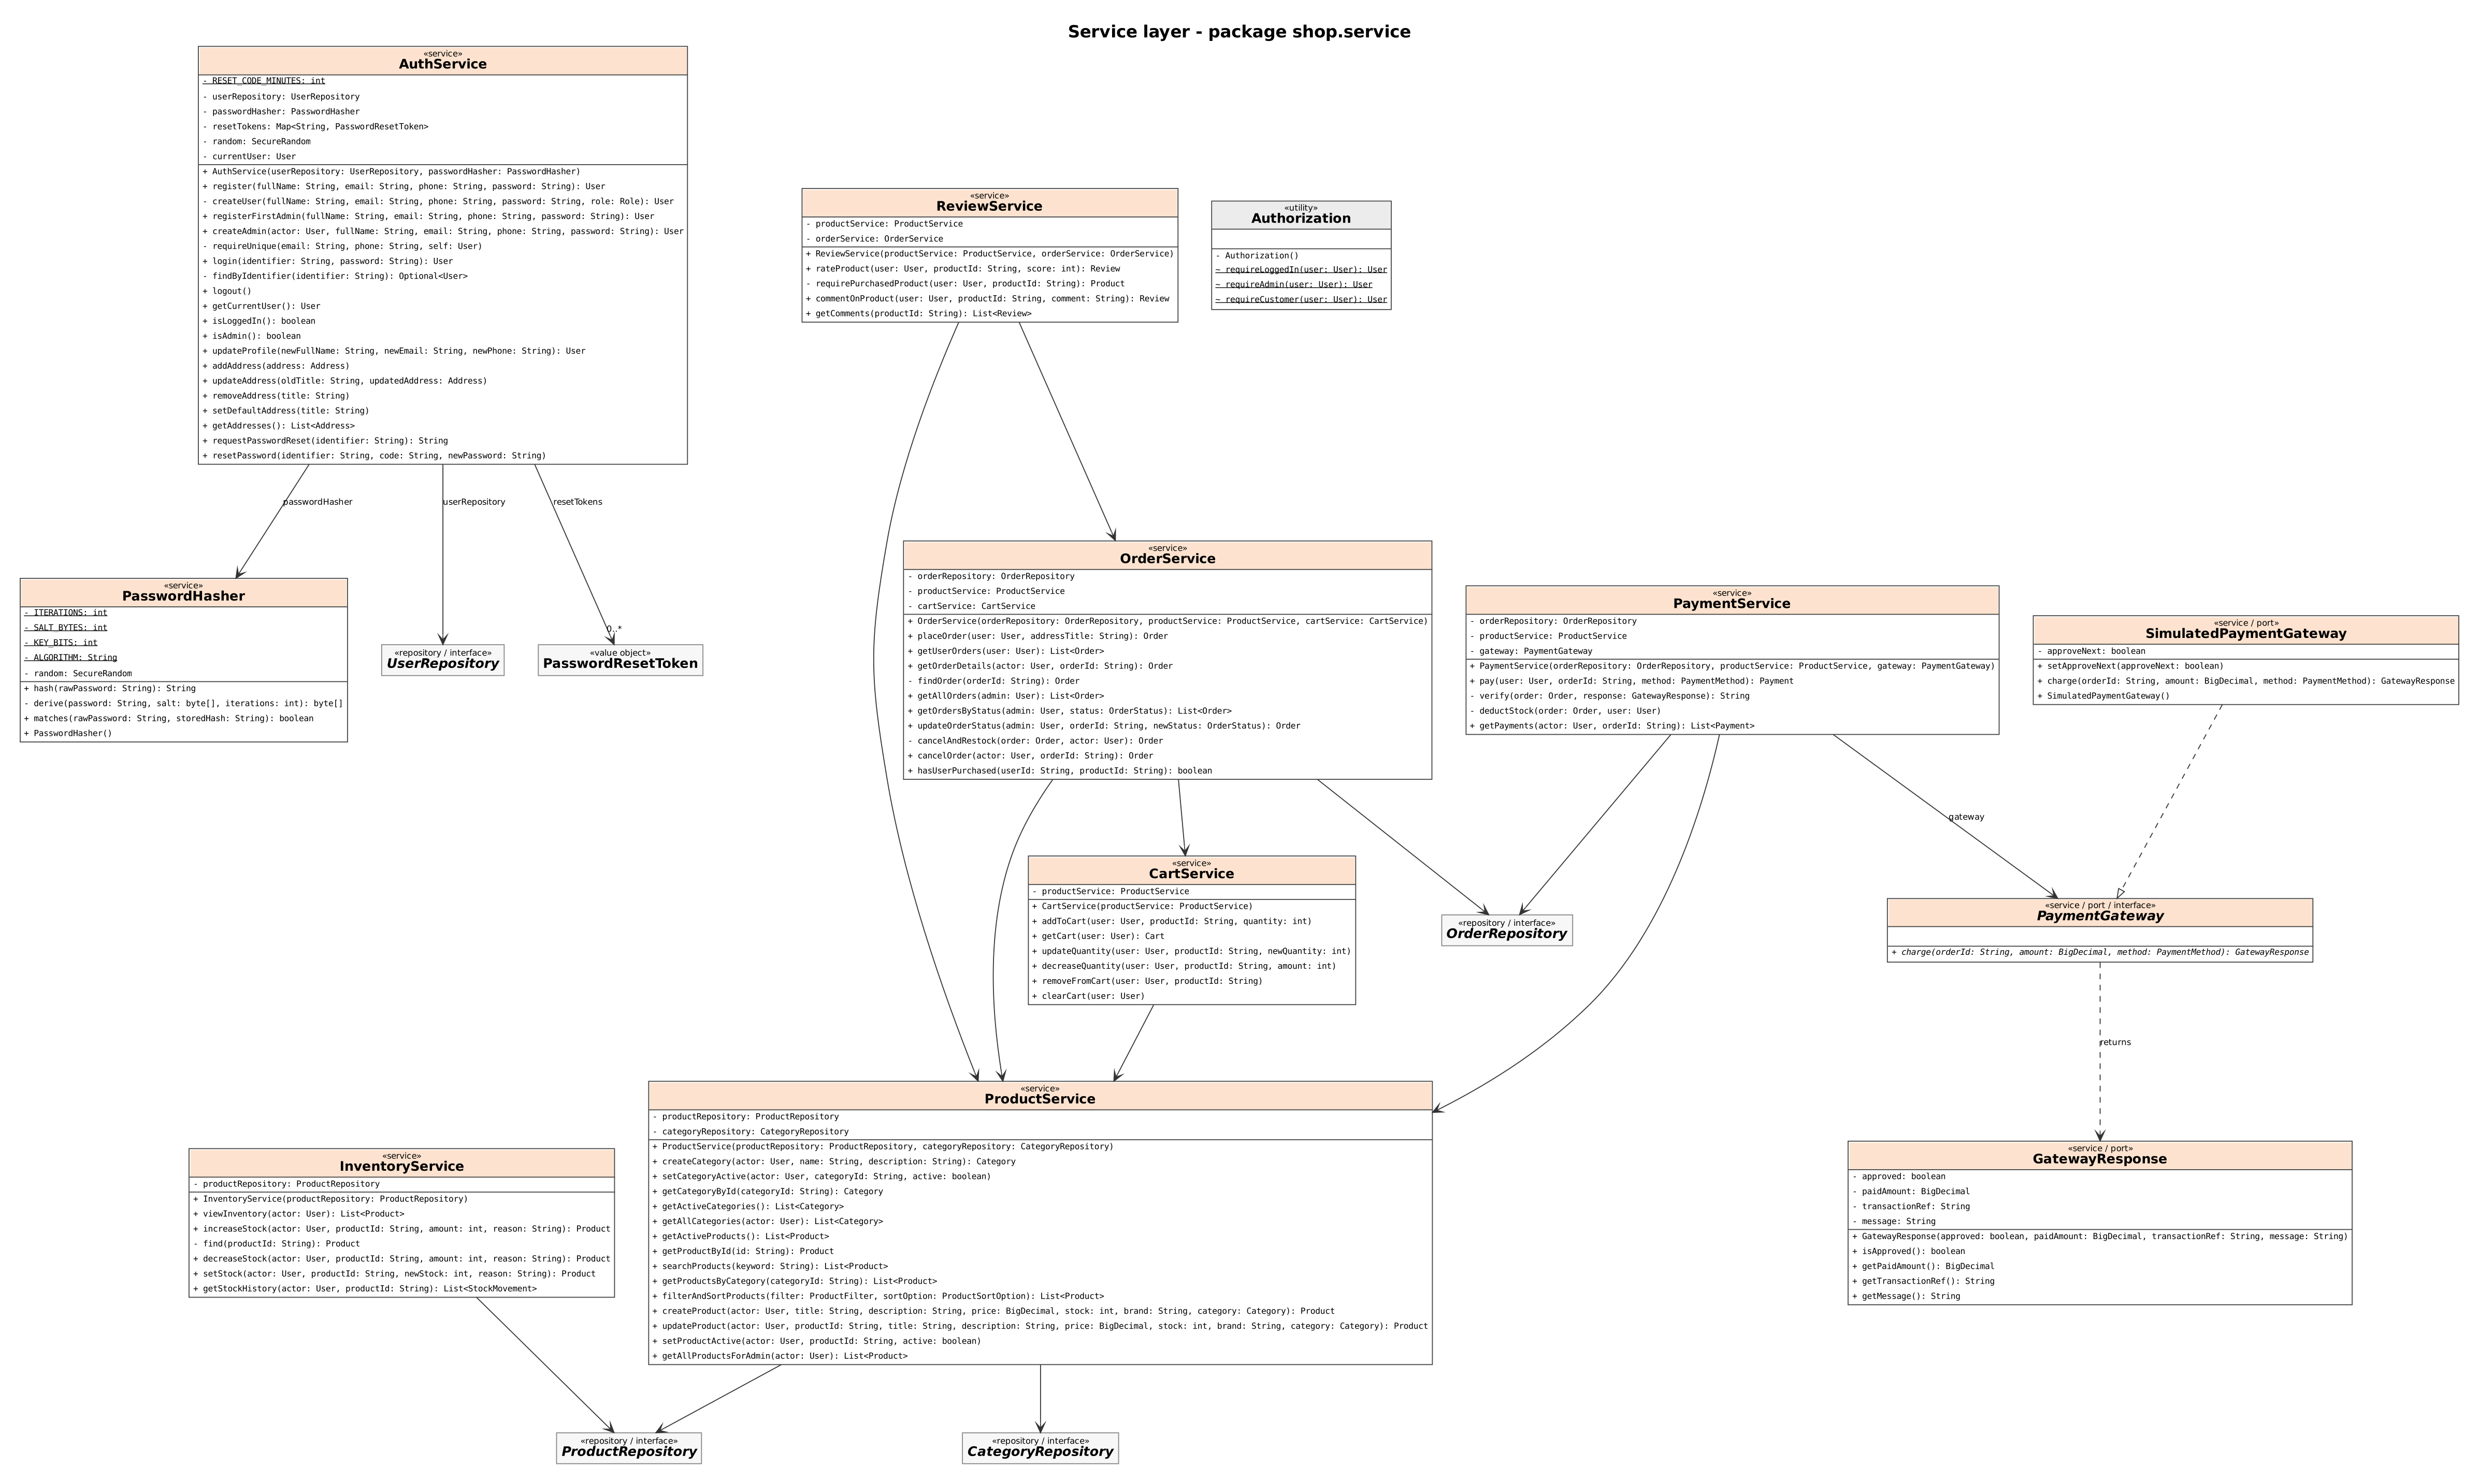 Service layer - package shop.service
«service»
AuthService
- RESET_CODE_MINUTES: int
- userRepository: UserRepository
- passwordHasher: PasswordHasher
- resetTokens: Map<String, PasswordResetToken>
- random: SecureRandom
- currentUser: User
+ AuthService(userRepository: UserRepository, passwordHasher: PasswordHasher)
+ register(fullName: String, email: String, phone: String, password: String): User
- createUser(fullName: String, email: String, phone: String, password: String, role: Role): User
+ registerFirstAdmin(fullName: String, email: String, phone: String, password: String): User
+ createAdmin(actor: User, fullName: String, email: String, phone: String, password: String): User
- requireUnique(email: String, phone: String, self: User)
+ login(identifier: String, password: String): User
- findByIdentifier(identifier: String): Optional<User>
+ logout()
+ getCurrentUser(): User
+ isLoggedIn(): boolean
+ isAdmin(): boolean
+ updateProfile(newFullName: String, newEmail: String, newPhone: String): User
+ addAddress(address: Address)
+ updateAddress(oldTitle: String, updatedAddress: Address)
+ removeAddress(title: String)
+ setDefaultAddress(title: String)
+ getAddresses(): List<Address>
+ requestPasswordReset(identifier: String): String
+ resetPassword(identifier: String, code: String, newPassword: String)
«service»
ReviewService
- productService: ProductService
- orderService: OrderService
+ ReviewService(productService: ProductService, orderService: OrderService)
+ rateProduct(user: User, productId: String, score: int): Review
- requirePurchasedProduct(user: User, productId: String): Product
+ commentOnProduct(user: User, productId: String, comment: String): Review
+ getComments(productId: String): List<Review>
«utility»
Authorization
- Authorization()
~ requireLoggedIn(user: User): User
~ requireAdmin(user: User): User
~ requireCustomer(user: User): User
passwordHasher
userRepository
resetTokens
0..*
«service»
PasswordHasher
- ITERATIONS: int
- SALT_BYTES: int
- KEY_BITS: int
- ALGORITHM: String
- random: SecureRandom
+ hash(rawPassword: String): String
- derive(password: String, salt: byte[], iterations: int): byte[]
+ matches(rawPassword: String, storedHash: String): boolean
+ PasswordHasher()
«repository / interface»
UserRepository
«value object»
PasswordResetToken
«service»
OrderService
- orderRepository: OrderRepository
- productService: ProductService
- cartService: CartService
+ OrderService(orderRepository: OrderRepository, productService: ProductService, cartService: CartService)
+ placeOrder(user: User, addressTitle: String): Order
+ getUserOrders(user: User): List<Order>
+ getOrderDetails(actor: User, orderId: String): Order
- findOrder(orderId: String): Order
+ getAllOrders(admin: User): List<Order>
+ getOrdersByStatus(admin: User, status: OrderStatus): List<Order>
+ updateOrderStatus(admin: User, orderId: String, newStatus: OrderStatus): Order
- cancelAndRestock(order: Order, actor: User): Order
+ cancelOrder(actor: User, orderId: String): Order
+ hasUserPurchased(userId: String, productId: String): boolean
«service»
PaymentService
- orderRepository: OrderRepository
- productService: ProductService
- gateway: PaymentGateway
+ PaymentService(orderRepository: OrderRepository, productService: ProductService, gateway: PaymentGateway)
+ pay(user: User, orderId: String, method: PaymentMethod): Payment
- verify(order: Order, response: GatewayResponse): String
- deductStock(order: Order, user: User)
+ getPayments(actor: User, orderId: String): List<Payment>
«service / port»
SimulatedPaymentGateway
- approveNext: boolean
+ setApproveNext(approveNext: boolean)
+ charge(orderId: String, amount: BigDecimal, method: PaymentMethod): GatewayResponse
+ SimulatedPaymentGateway()
gateway
«service»
CartService
- productService: ProductService
+ CartService(productService: ProductService)
+ addToCart(user: User, productId: String, quantity: int)
+ getCart(user: User): Cart
+ updateQuantity(user: User, productId: String, newQuantity: int)
+ decreaseQuantity(user: User, productId: String, amount: int)
+ removeFromCart(user: User, productId: String)
+ clearCart(user: User)
«repository / interface»
OrderRepository
«service / port / interface»
PaymentGateway
+ charge(orderId: String, amount: BigDecimal, method: PaymentMethod): GatewayResponse
returns
«service»
InventoryService
- productRepository: ProductRepository
+ InventoryService(productRepository: ProductRepository)
+ viewInventory(actor: User): List<Product>
+ increaseStock(actor: User, productId: String, amount: int, reason: String): Product
- find(productId: String): Product
+ decreaseStock(actor: User, productId: String, amount: int, reason: String): Product
+ setStock(actor: User, productId: String, newStock: int, reason: String): Product
+ getStockHistory(actor: User, productId: String): List<StockMovement>
«service»
ProductService
- productRepository: ProductRepository
- categoryRepository: CategoryRepository
+ ProductService(productRepository: ProductRepository, categoryRepository: CategoryRepository)
+ createCategory(actor: User, name: String, description: String): Category
+ setCategoryActive(actor: User, categoryId: String, active: boolean)
+ getCategoryById(categoryId: String): Category
+ getActiveCategories(): List<Category>
+ getAllCategories(actor: User): List<Category>
+ getActiveProducts(): List<Product>
+ getProductById(id: String): Product
+ searchProducts(keyword: String): List<Product>
+ getProductsByCategory(categoryId: String): List<Product>
+ filterAndSortProducts(filter: ProductFilter, sortOption: ProductSortOption): List<Product>
+ createProduct(actor: User, title: String, description: String, price: BigDecimal, stock: int, brand: String, category: Category): Product
+ updateProduct(actor: User, productId: String, title: String, description: String, price: BigDecimal, stock: int, brand: String, category: Category): Product
+ setProductActive(actor: User, productId: String, active: boolean)
+ getAllProductsForAdmin(actor: User): List<Product>
«service / port»
GatewayResponse
- approved: boolean
- paidAmount: BigDecimal
- transactionRef: String
- message: String
+ GatewayResponse(approved: boolean, paidAmount: BigDecimal, transactionRef: String, message: String)
+ isApproved(): boolean
+ getPaidAmount(): BigDecimal
+ getTransactionRef(): String
+ getMessage(): String
«repository / interface»
ProductRepository
«repository / interface»
CategoryRepository